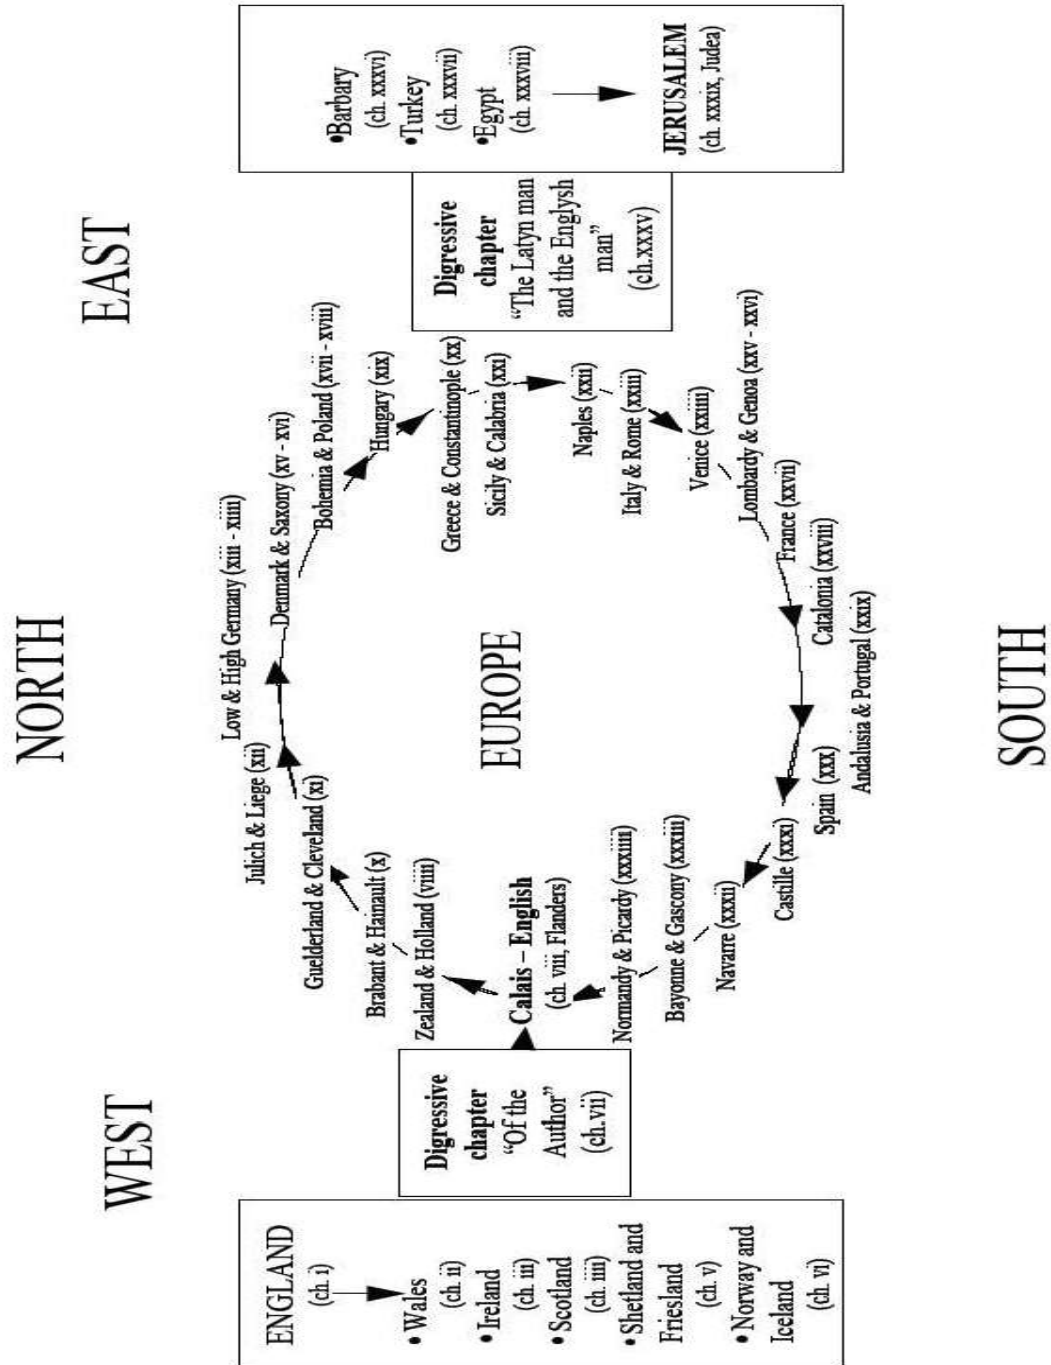 NORTH
WEST
EAST
ENGLAND
(ch. i)
•Wales
(ch. ii)
•Ireland
(ch. iii)
•Scotland
(ch. iiii)
•Shetland and
Friesland
(ch. v)
•Norway and
Iceland
(ch. vi)
Digressive
chapter
“Of the
Author”
(ch.vii)
Calais – English
(ch. viii, Flanders)
Zealand & Holland (viiii)
Brabant & Hainault (x)
Guelderland & Cleveland (xi)
Julich & Liege (xii)
Low & High Germany (xiii - xiiii)
Denmark & Saxony (xv - xvi)
Bohemia & Poland (xvii - xviii)
Hungary (xix)
Greece & Constantinople (xx)
Sicily & Calabria (xxi)
Naples (xxii)
Italy & Rome (xxiii)
Venice (xxiiii)
Lombardy & Genoa (xxv - xxvi)
France (xxvii)
Catalonia (xxviii)
Andalusia & Portugal (xxix)
Spain (xxx)
Castille (xxxi)
Navarre (xxxii)
Bayonne & Gascony (xxxiii)
Normandy & Picardy (xxxiiii)
EUROPE
Digressive
chapter
“The Latyn man
and the Englysh
man”
(ch.xxxv)
•Barbary
(ch. xxxvi)
•Turkey
(ch. xxxvii)
•Egypt
(ch. xxxviii)
JERUSALEM
(ch. xxxix, Judea)
SOUTH